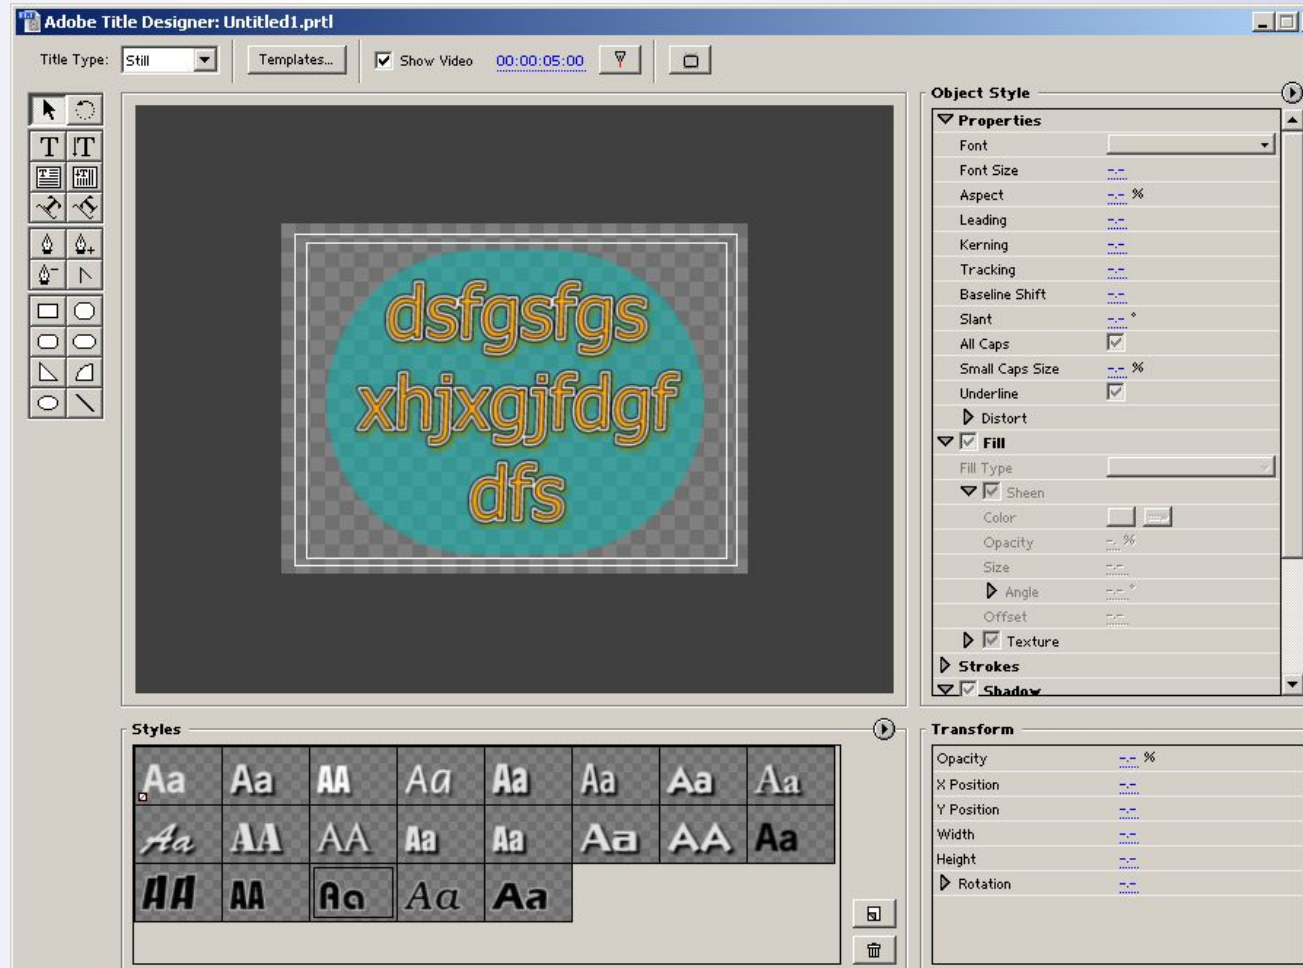 Adobe Title Designer: Untitled1.prtl
Title Type: Still Templates... Show Video 00:00:05:00
Object Style
Properties
Font
Font Size -.-
Aspect -.- %
Leading -.-
Kerning -.-
Tracking -.-
Baseline Shift -.-
Slant -.- °
All Caps
Small Caps Size -.- %
Underline
Distort
Fill
Fill Type
Sheen
Color
Opacity -. %
Size -.-
Angle -.- °
Offset -.-
Texture
Strokes
Shadow
dsfgsfgs
xhjxgjfdgf
dfs
Styles
Aa Aa AA Aa Aa Aa Aa Aa
Aa AA AA Aa Aa Aa AA Aa
AA AA Aa Aa Aa
Transform
Opacity -.- %
X Position -.-
Y Position -.-
Width -.-
Height -.-
Rotation -.-